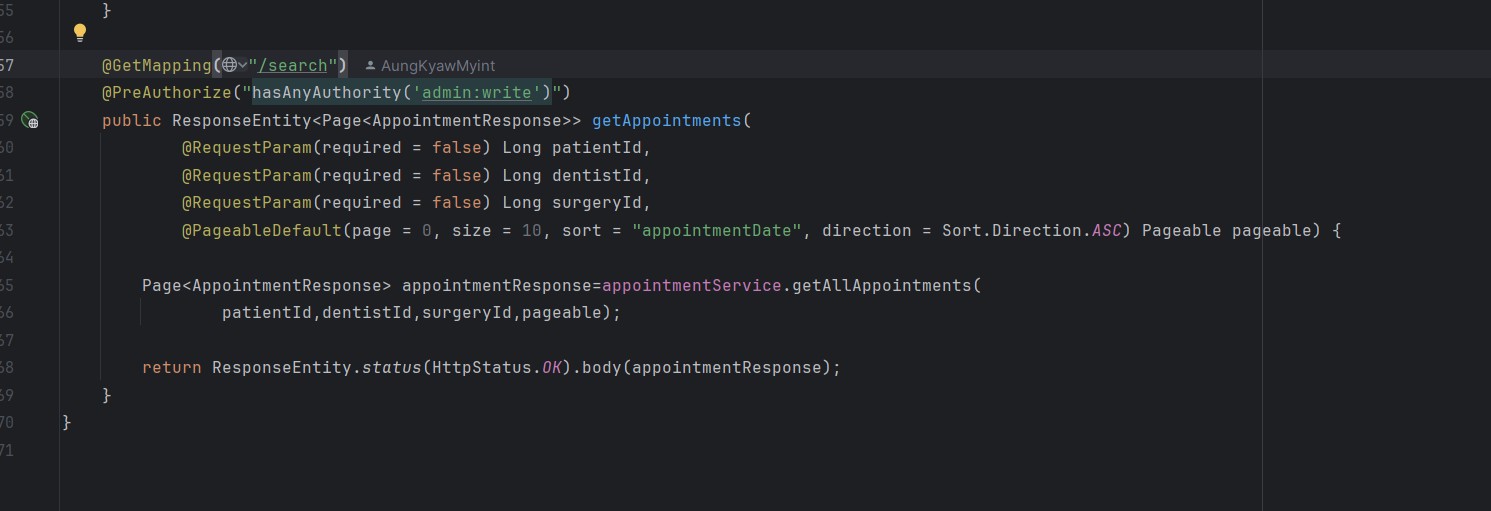 55     }
56
57     @GetMapping("/search")  AungKyawMyint
58     @PreAuthorize("hasAnyAuthority('admin:write')")
59     public ResponseEntity<Page<AppointmentResponse>> getAppointments(
60             @RequestParam(required = false) Long patientId,
61             @RequestParam(required = false) Long dentistId,
62             @RequestParam(required = false) Long surgeryId,
63             @PageableDefault(page = 0, size = 10, sort = "appointmentDate", direction = Sort.Direction.ASC) Pageable pageable) {
64
65         Page<AppointmentResponse> appointmentResponse=appointmentService.getAllAppointments(
66                 patientId,dentistId,surgeryId,pageable);
67
68         return ResponseEntity.status(HttpStatus.OK).body(appointmentResponse);
69     }
70 }
71